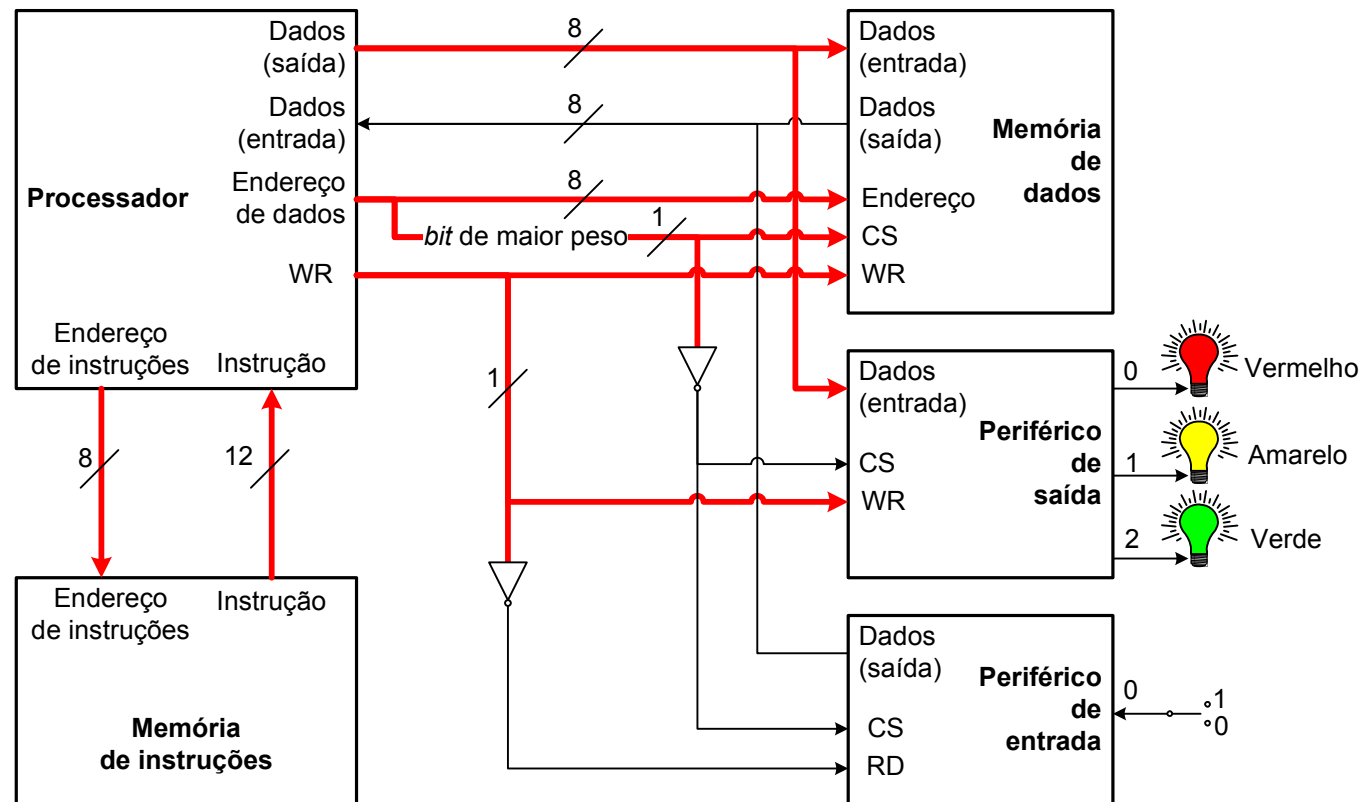 Dados
(saída)
8
Dados
(entrada)
Dados
(entrada)
8
Dados
(saída)
Memória
de
dados
Processador
Endereço
de dados
8
Endereço
bit de maior peso
1
CS
WR
WR
Endereço
de instruções
Instrução
1
Dados
(entrada)
0
Vermelho
8
12
Periférico
de
saída
CS
1
Amarelo
WR
2
Verde
Endereço
de instruções
Instrução
Dados
(saída)
Periférico
de
entrada
0
1
0
Memória
de instruções
CS
RD